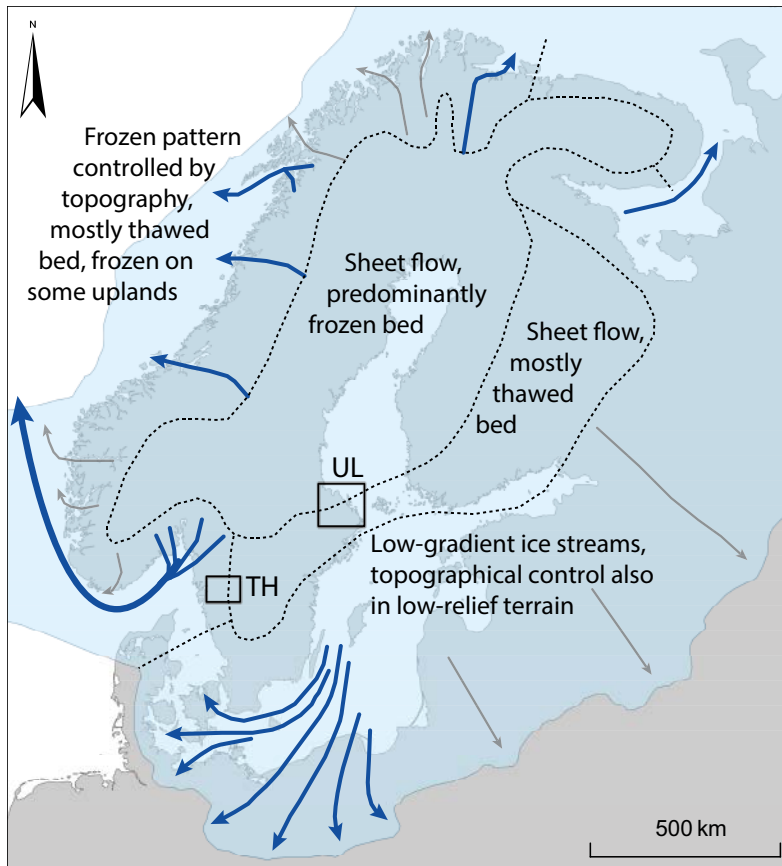 N
Frozen pattern
controlled by
topography,
mostly thawed
bed, frozen on
some uplands
Sheet flow,
predominantly
frozen bed
Sheet flow,
mostly
thawed
bed
UL
TH
Low-gradient ice streams,
topographical control also
in low-relief terrain
500 km